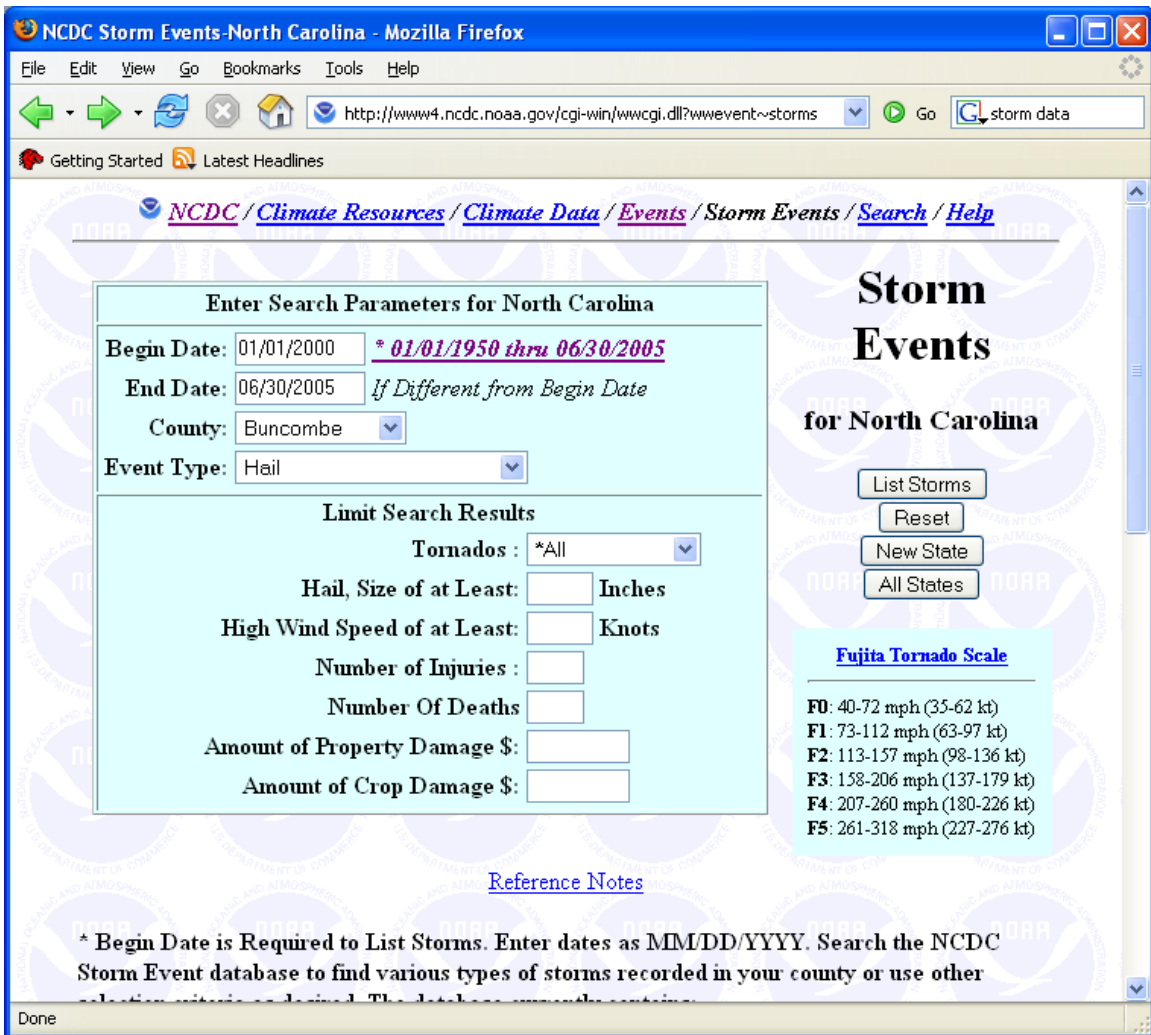 NCDC Storm Events-North Carolina - Mozilla Firefox
File Edit View Go Bookmarks Tools Help
http://www4.ncdc.noaa.gov/cgi-win/wwcgi.dll?wwevent~storms Go G storm data
Getting Started Latest Headlines
NCDC / Climate Resources / Climate Data / Events / Storm Events / Search / Help
Enter Search Parameters for North Carolina
Begin Date: 01/01/2000 * 01/01/1950 thru 06/30/2005
End Date: 06/30/2005 If Different from Begin Date
County: Buncombe
Event Type: Hail
Limit Search Results
Tornados : *All
Hail, Size of at Least: Inches
High Wind Speed of at Least: Knots
Number of Injuries :
Number Of Deaths
Amount of Property Damage $:
Amount of Crop Damage $:
Storm
Events
for North Carolina
List Storms
Reset
New State
All States
Fujita Tornado Scale
F0: 40-72 mph (35-62 kt)
F1: 73-112 mph (63-97 kt)
F2: 113-157 mph (98-136 kt)
F3: 158-206 mph (137-179 kt)
F4: 207-260 mph (180-226 kt)
F5: 261-318 mph (227-276 kt)
Reference Notes
* Begin Date is Required to List Storms. Enter dates as MM/DD/YYYY. Search the NCDC
Storm Event database to find various types of storms recorded in your county or use other
Done